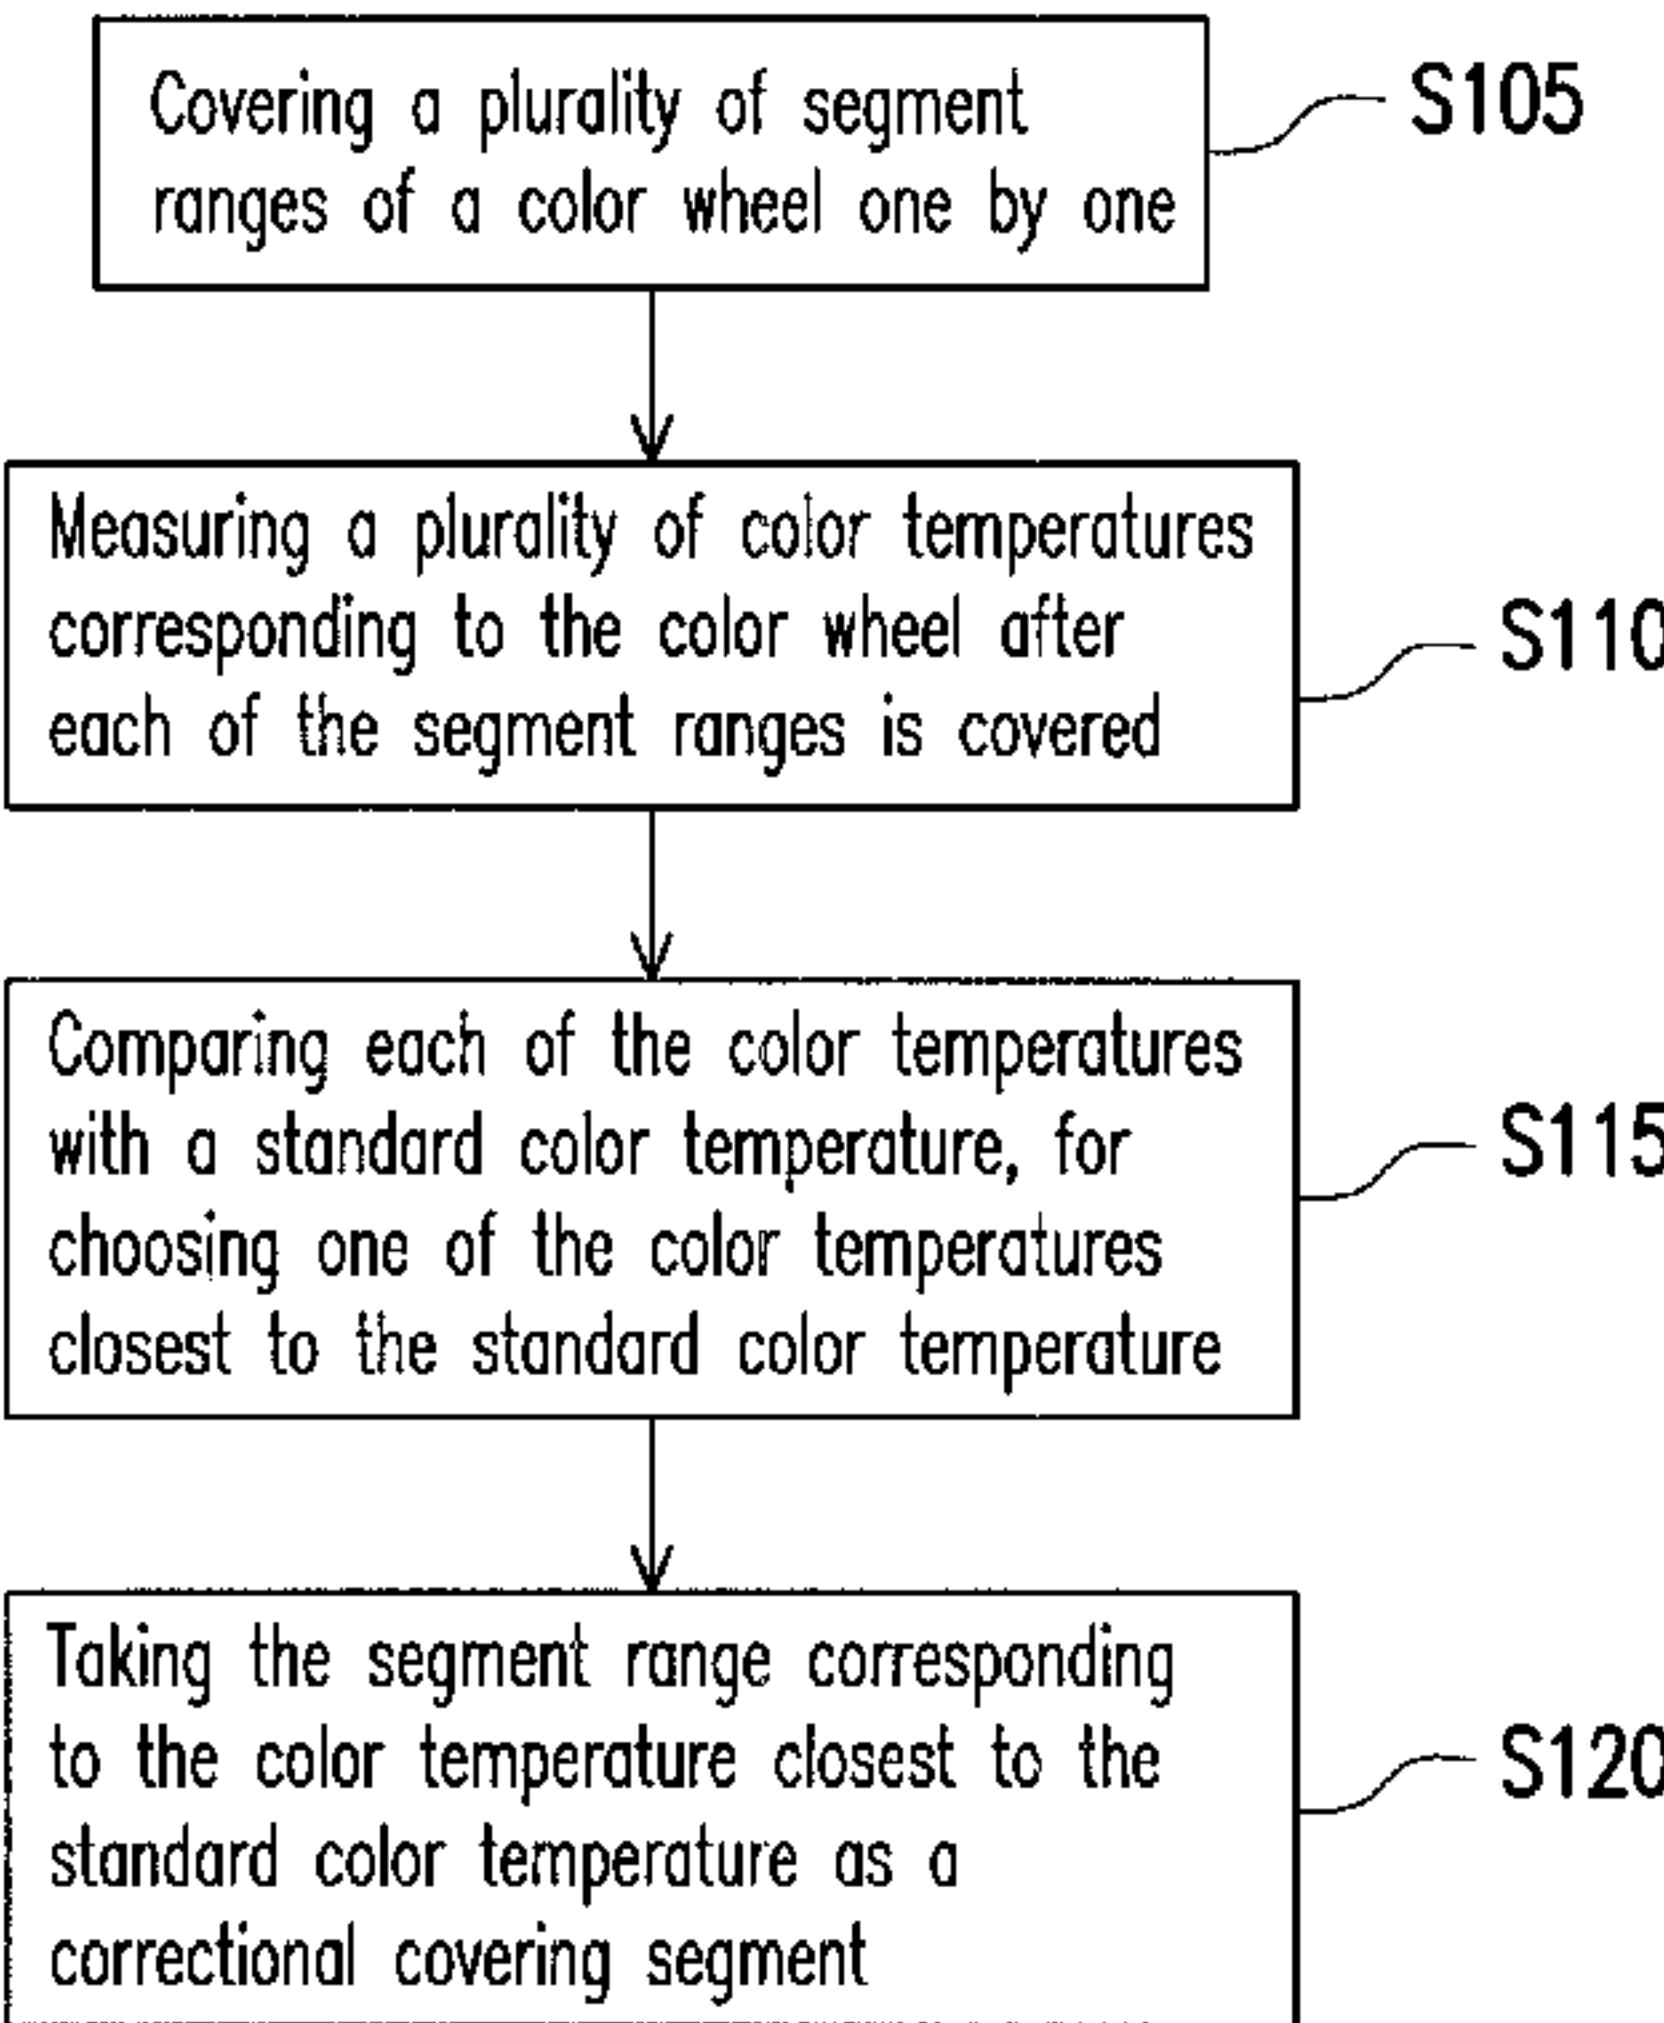 Covering a plurality of segment
ranges of a color wheel one by one
S105
Measuring a plurality of color temperatures
corresponding to the color wheel after
each of the segment ranges is covered
S110
Comparing each of the color temperatures
with a standard color temperature, for
choosing one of the color temperatures
closest to the standard color temperature
S115
Taking the segment range corresponding
to the color temperature closest to the
standard color temperature as a
correctional covering segment
S120